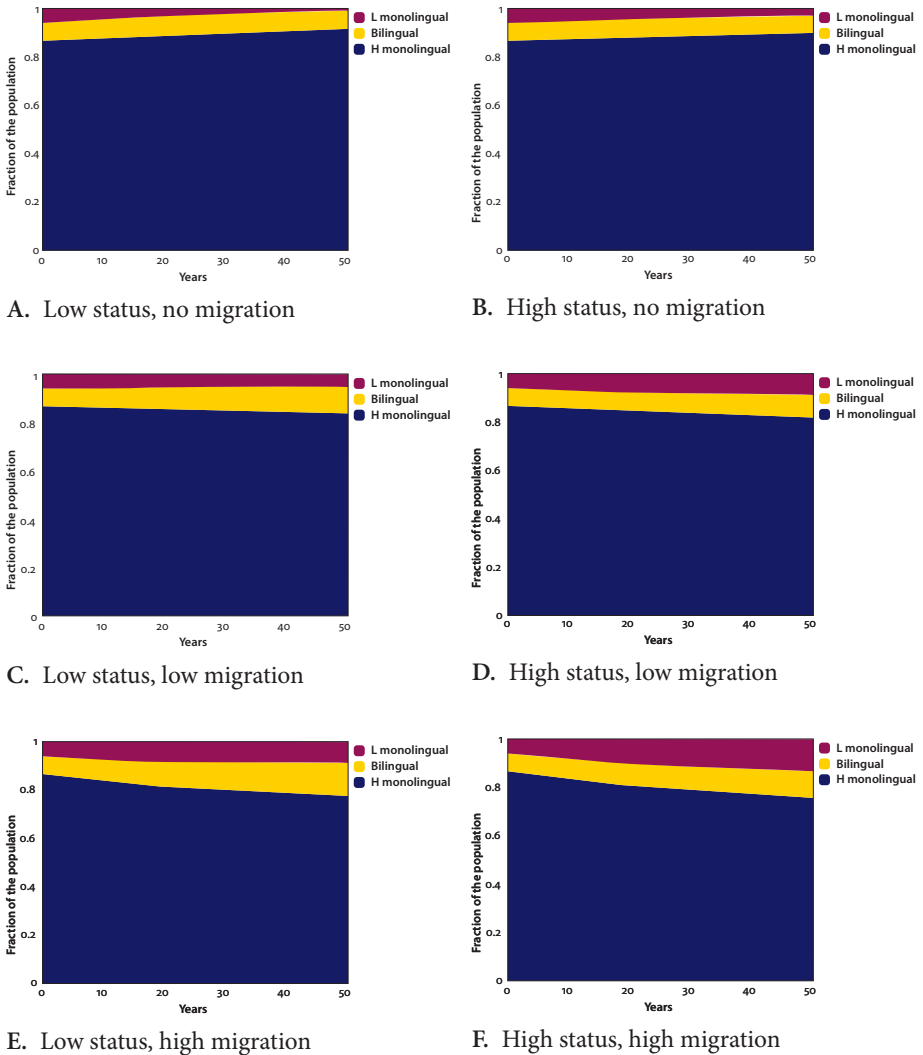 Fraction of the population
1
0.8
0.6
0.4
0.2
0
0 10 20 30 40 50
Years
L monolingual
Bilingual
H monolingual
A. Low status, no migration
Fraction of the population
1
0.8
0.6
0.4
0.2
0
0 10 20 30 40 50
Years
L monolingual
Bilingual
H monolingual
B. High status, no migration
Fraction of the population
1
0.8
0.6
0.4
0.2
0
0 10 20 30 40 50
Years
L monolingual
Bilingual
H monolingual
C. Low status, low migration
Fraction of the population
1
0.8
0.6
0.4
0.2
0
0 10 20 30 40 50
Years
L monolingual
Bilingual
H monolingual
D. High status, low migration
Fraction of the population
1
0.8
0.6
0.4
0.2
0
0 10 20 30 40 50
Years
L monolingual
Bilingual
H monolingual
E. Low status, high migration
Fraction of the population
1
0.8
0.6
0.4
0.2
0
0 10 20 30 40 50
Years
L monolingual
Bilingual
H monolingual
F. High status, high migration